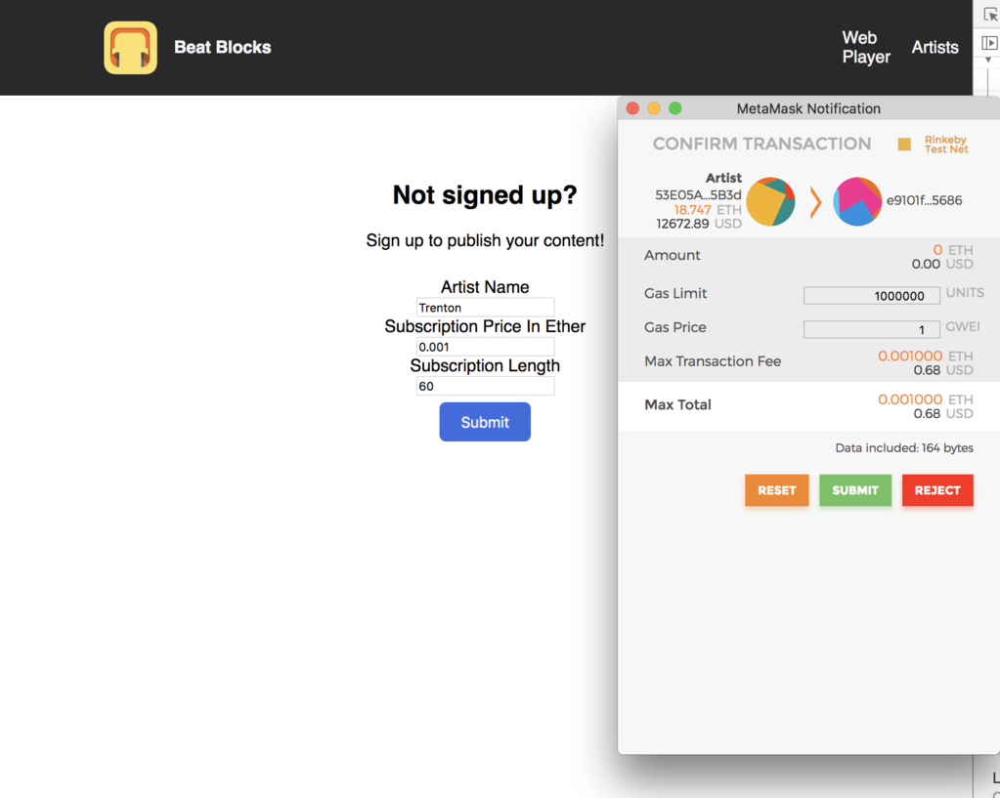 Beat Blocks
Web
Player
Artists
Not signed up?
Sign up to publish your content!
Artist Name
Trenton
Subscription Price In Ether
0.001
Subscription Length
60
Submit
MetaMask Notification
CONFIRM TRANSACTION
Rinkeby
Test Net
Artist
53E05A...5B3d
18.747 ETH
12672.89 USD
e9101f...5686
Amount
0 ETH
0.00 USD
Gas Limit
1000000 UNITS
Gas Price
1 GWEI
Max Transaction Fee
0.001000 ETH
0.68 USD
Max Total
0.001000 ETH
0.68 USD
Data included: 164 bytes
RESET SUBMIT REJECT